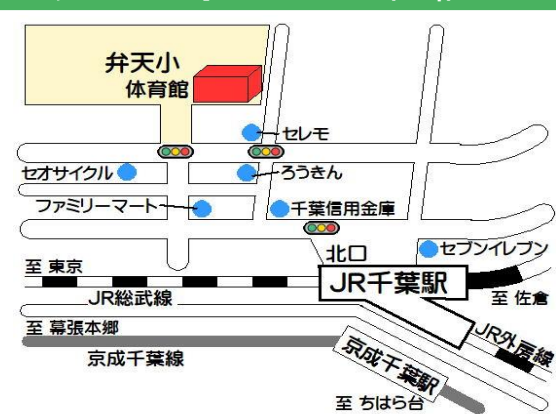 弁天小
体育館
セレモ
セオサイクル
ろうきん
ファミリーマート
千葉信用金庫
北口
セブンイレブン
至 東京
JR千葉駅
JR総武線
至 佐倉
至 幕張本郷
JR外房線
京成千葉線
京成千葉駅
至 ちはら台